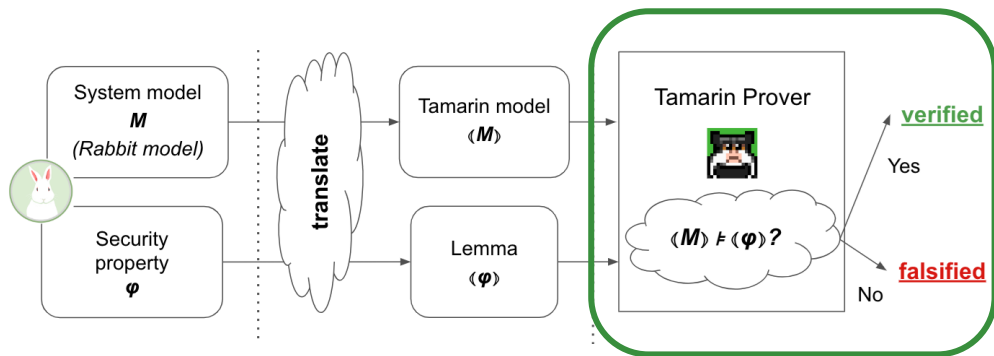 System model
M
(Rabbit model)
Security
property
φ
translate
Tamarin model
⦅M⦆
Lemma
⦅φ⦆
Tamarin Prover
⦅M⦆ ⊧ ⦅φ⦆?
verified
Yes
falsified
No